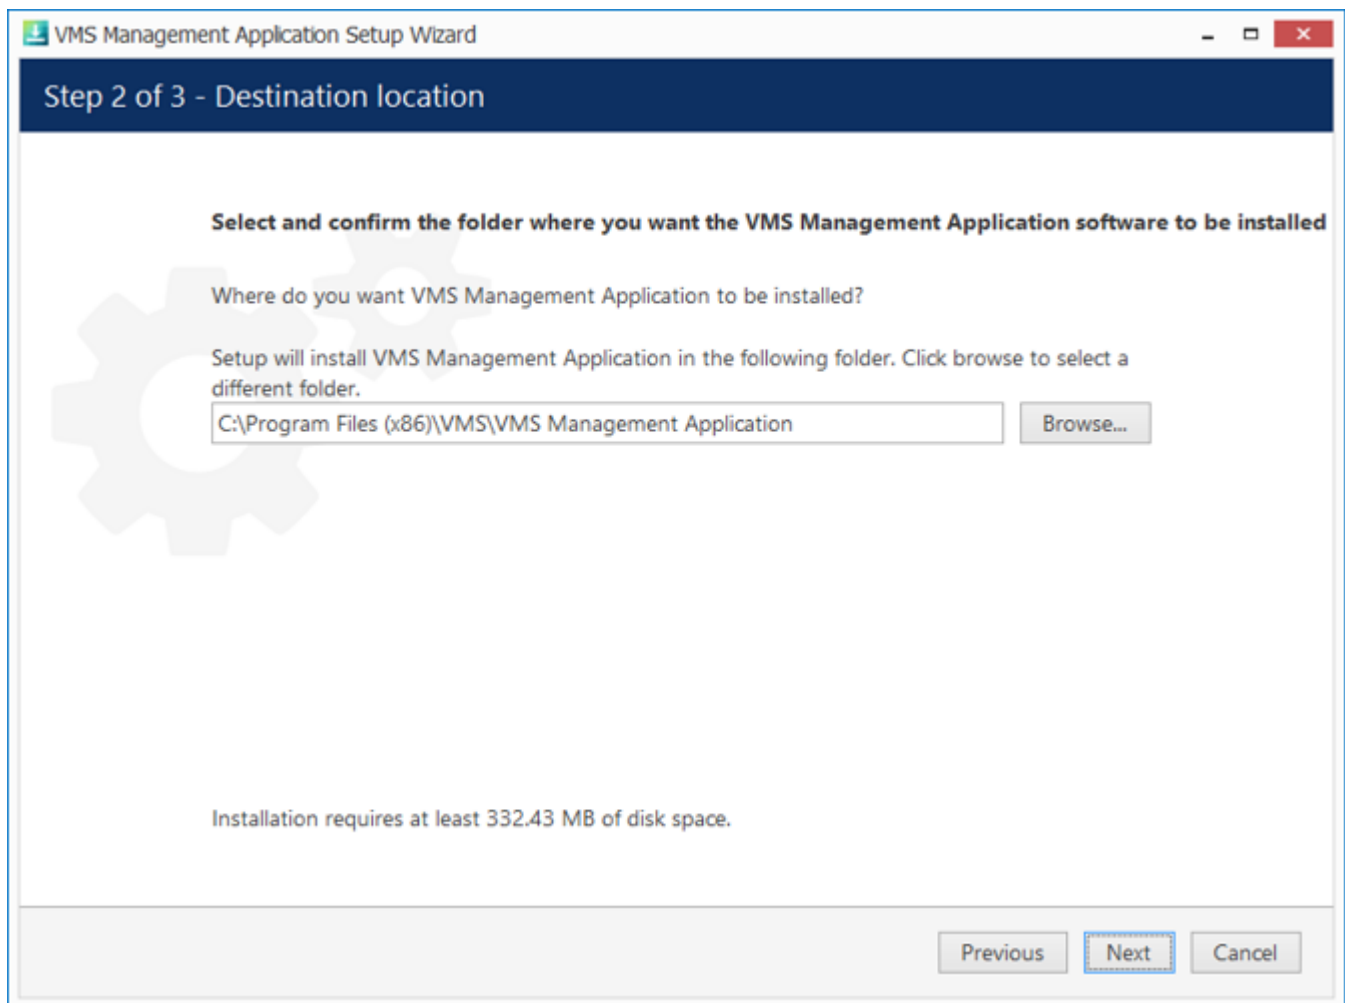 VMS Management Application Setup Wizard
Step 2 of 3 - Destination location
Select and confirm the folder where you want the VMS Management Application software to be installed
Where do you want VMS Management Application to be installed?
Setup will install VMS Management Application in the following folder. Click browse to select a
different folder.
C:\Program Files (x86)\VMS\VMS Management Application
Browse...
Installation requires at least 332.43 MB of disk space.
Previous
Next
Cancel